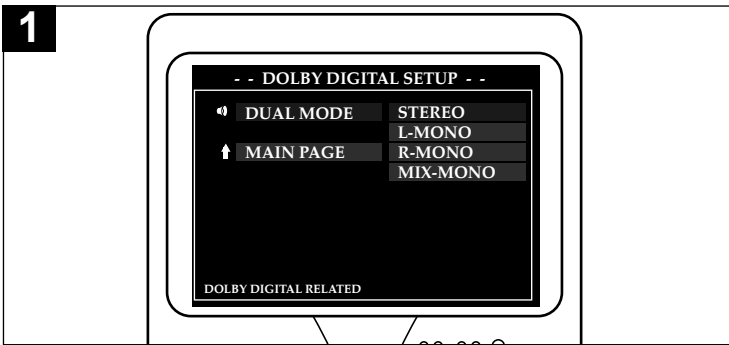 1
- - DOLBY DIGITAL SETUP - -
DUAL MODE STEREO
L-MONO
MAIN PAGE R-MONO
MIX-MONO
DOLBY DIGITAL RELATED